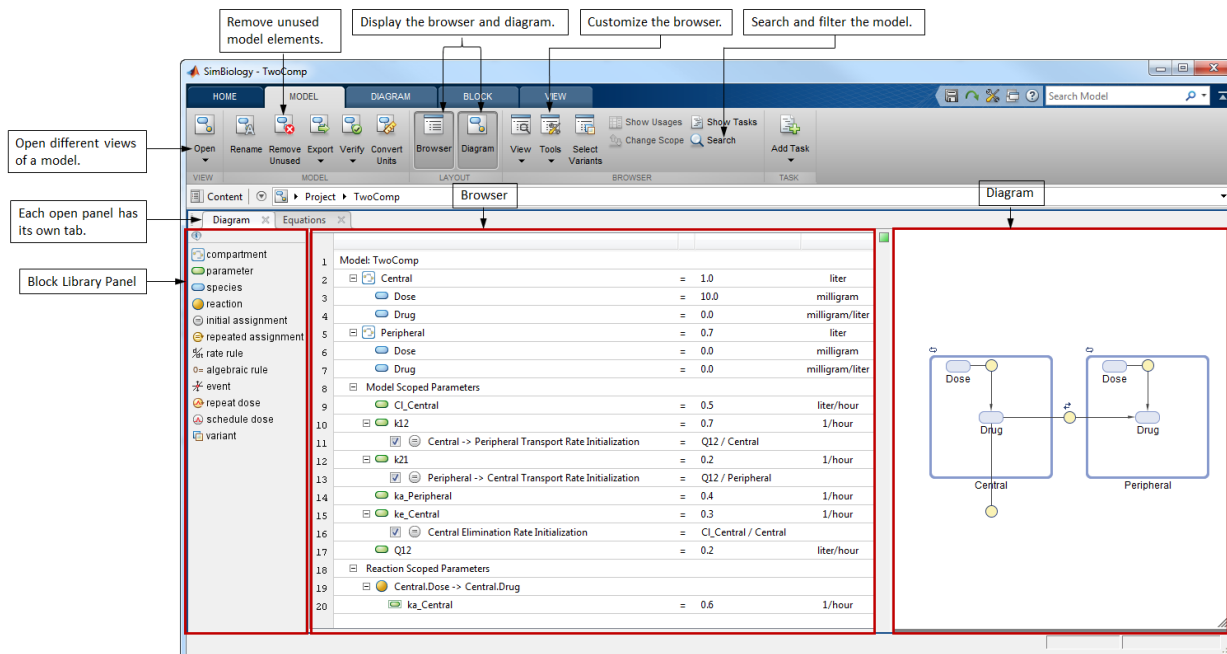 Remove unused
model elements.
Display the browser and diagram.
Customize the browser.
Search and filter the model.
SimBiology - TwoComp
HOME MODEL DIAGRAM BLOCK VIEW
Search Model
Open different views
of a model.
Open
Rename
Remove
Unused
Export
Verify
Convert
Units
Browser
Diagram
View
Tools
Select
Variants
Show Usages
Change Scope
Show Tasks
Search
Add Task
VIEW MODEL LAYOUT BROWSER TASK
Content Project TwoComp
Browser
Diagram
Each open panel has
its own tab.
Diagram Equations
Block Library Panel
compartment
parameter
species
reaction
initial assignment
repeated assignment
rate rule
0= algebraic rule
event
repeat dose
schedule dose
variant
1 Model: TwoComp
2 Central = 1.0 liter
3 Dose = 10.0 milligram
4 Drug = 0.0 milligram/liter
5 Peripheral = 0.7 liter
6 Dose = 0.0 milligram
7 Drug = 0.0 milligram/liter
8 Model Scoped Parameters
9 Cl_Central = 0.5 liter/hour
10 k12 = 0.7 1/hour
11 Central -> Peripheral Transport Rate Initialization = Q12 / Central
12 k21 = 0.2 1/hour
13 Peripheral -> Central Transport Rate Initialization = Q12 / Peripheral
14 ka_Peripheral = 0.4 1/hour
15 ke_Central = 0.3 1/hour
16 Central Elimination Rate Initialization = Cl_Central / Central
17 Q12 = 0.2 liter/hour
18 Reaction Scoped Parameters
19 Central.Dose -> Central.Drug
20 ka_Central = 0.6 1/hour
Dose
Drug
Central
Dose
Drug
Peripheral